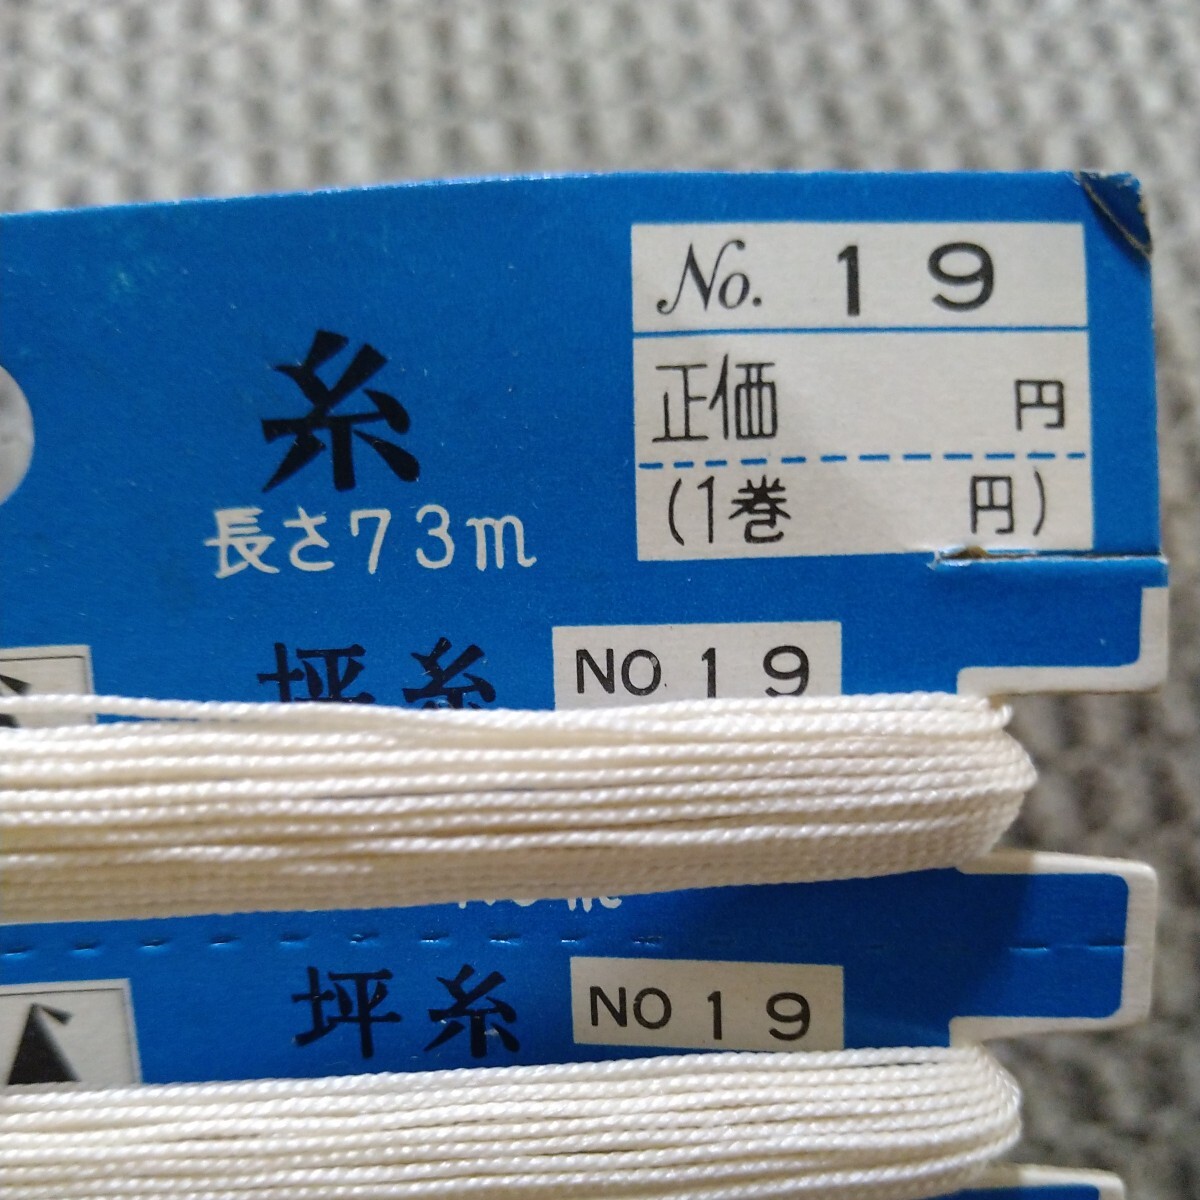 No. 19
正価 円
(1巻 円)
糸
長さ73m
坪糸 NO 19
坪糸 NO 19